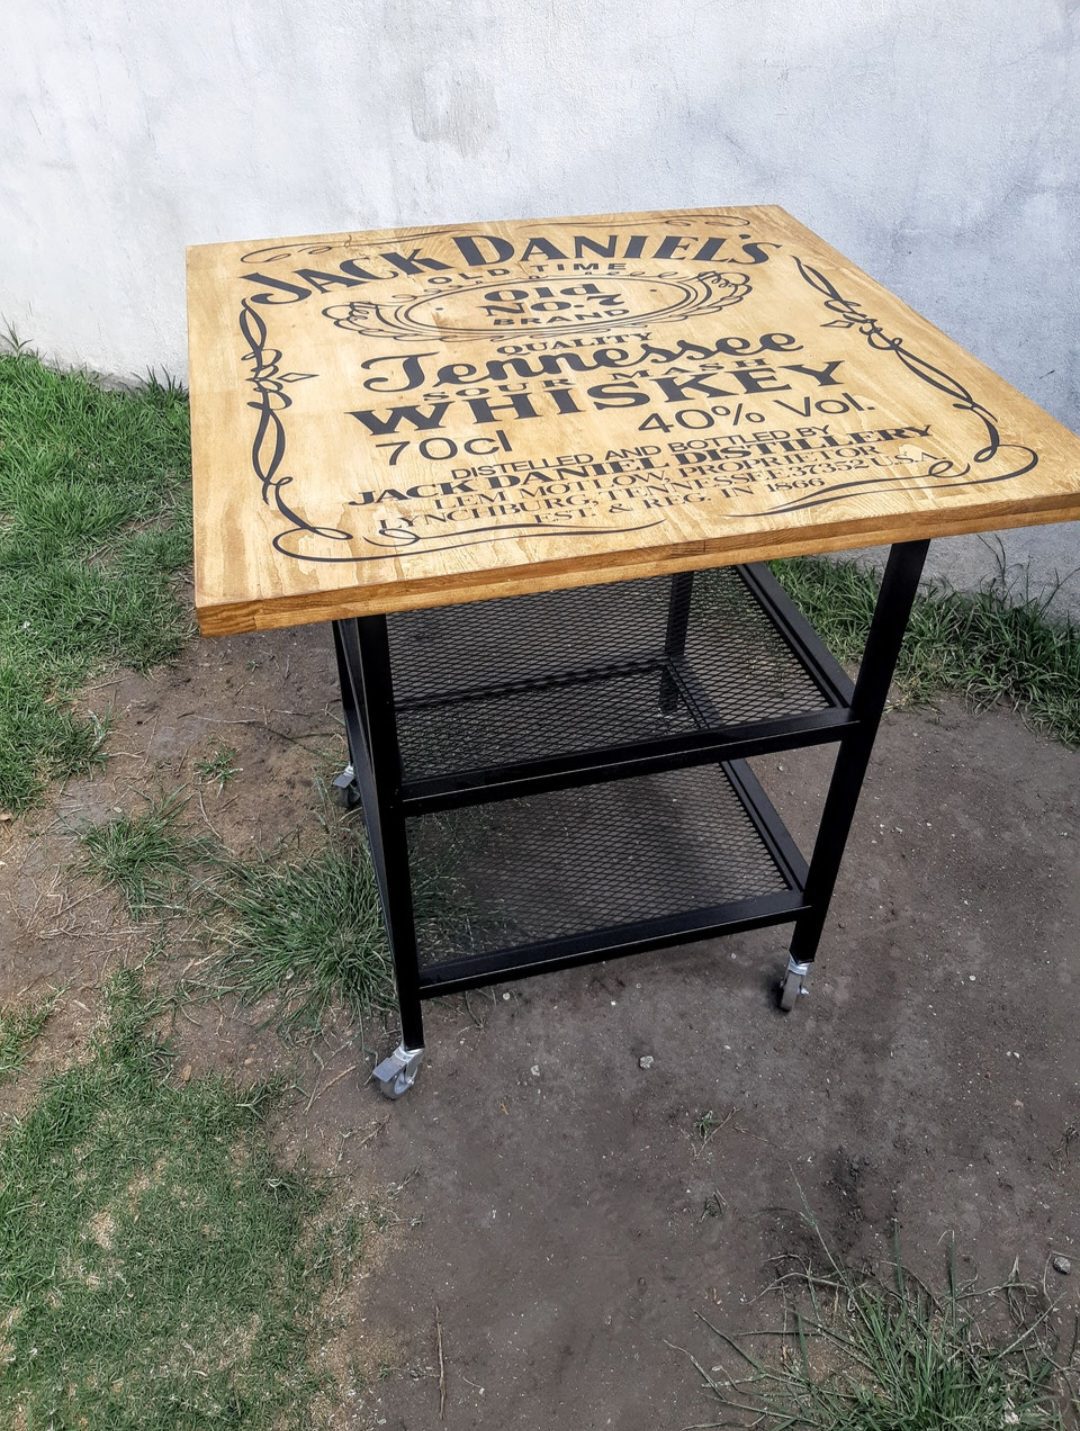 JACK DANIEL'S
OLD TIME
Old
NO. 7
BRAND
QUALITY
Tennessee
SOUR MASH
WHISKEY
70cl 40% Vol.
DISTELLED AND BOTTLED BY
JACK DANIEL DISTILLERY
LEM MOTLOW, PROPRIETOR
LYNCHBURG, TENNESSEE 37352 U.S.A.
EST. & REG. IN 1866